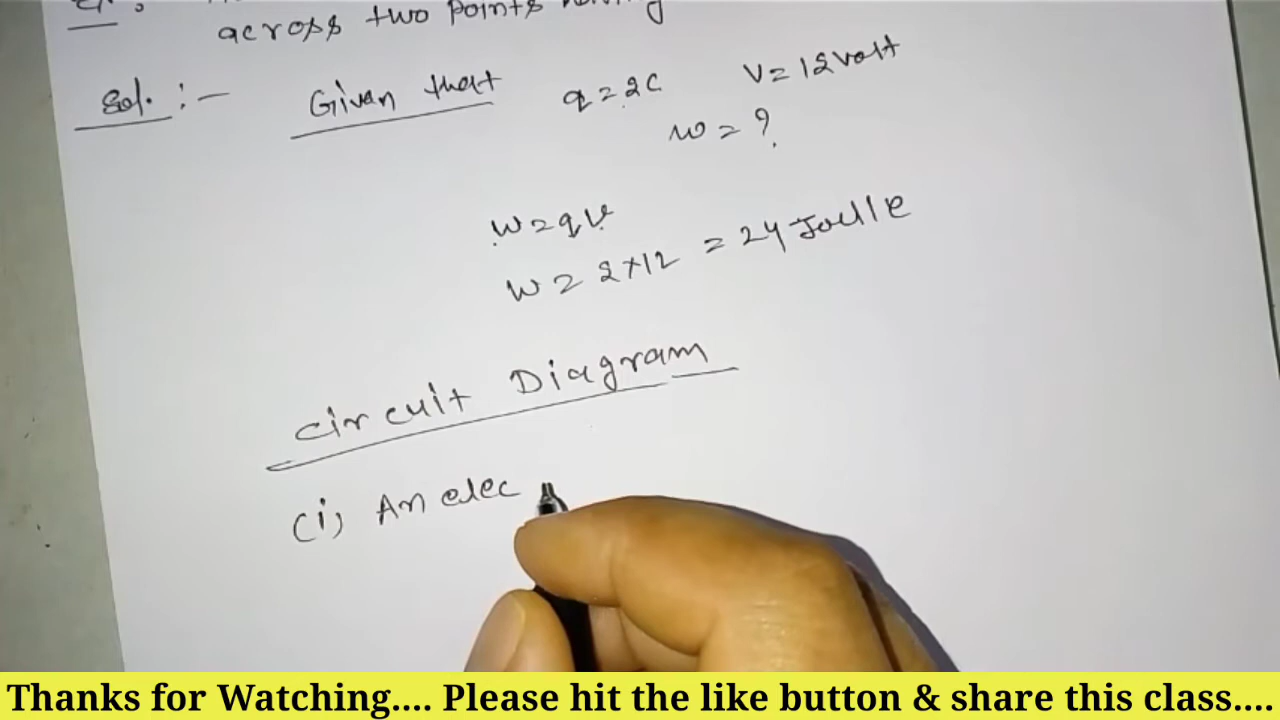 across two points
Sol. :- Given that q = 2C V = 12 volt
w = ?
w = qv
w = 2×12 = 24 Joulle
Circuit Diagram
(i) An elec
Thanks for Watching.... Please hit the like button & share this class....